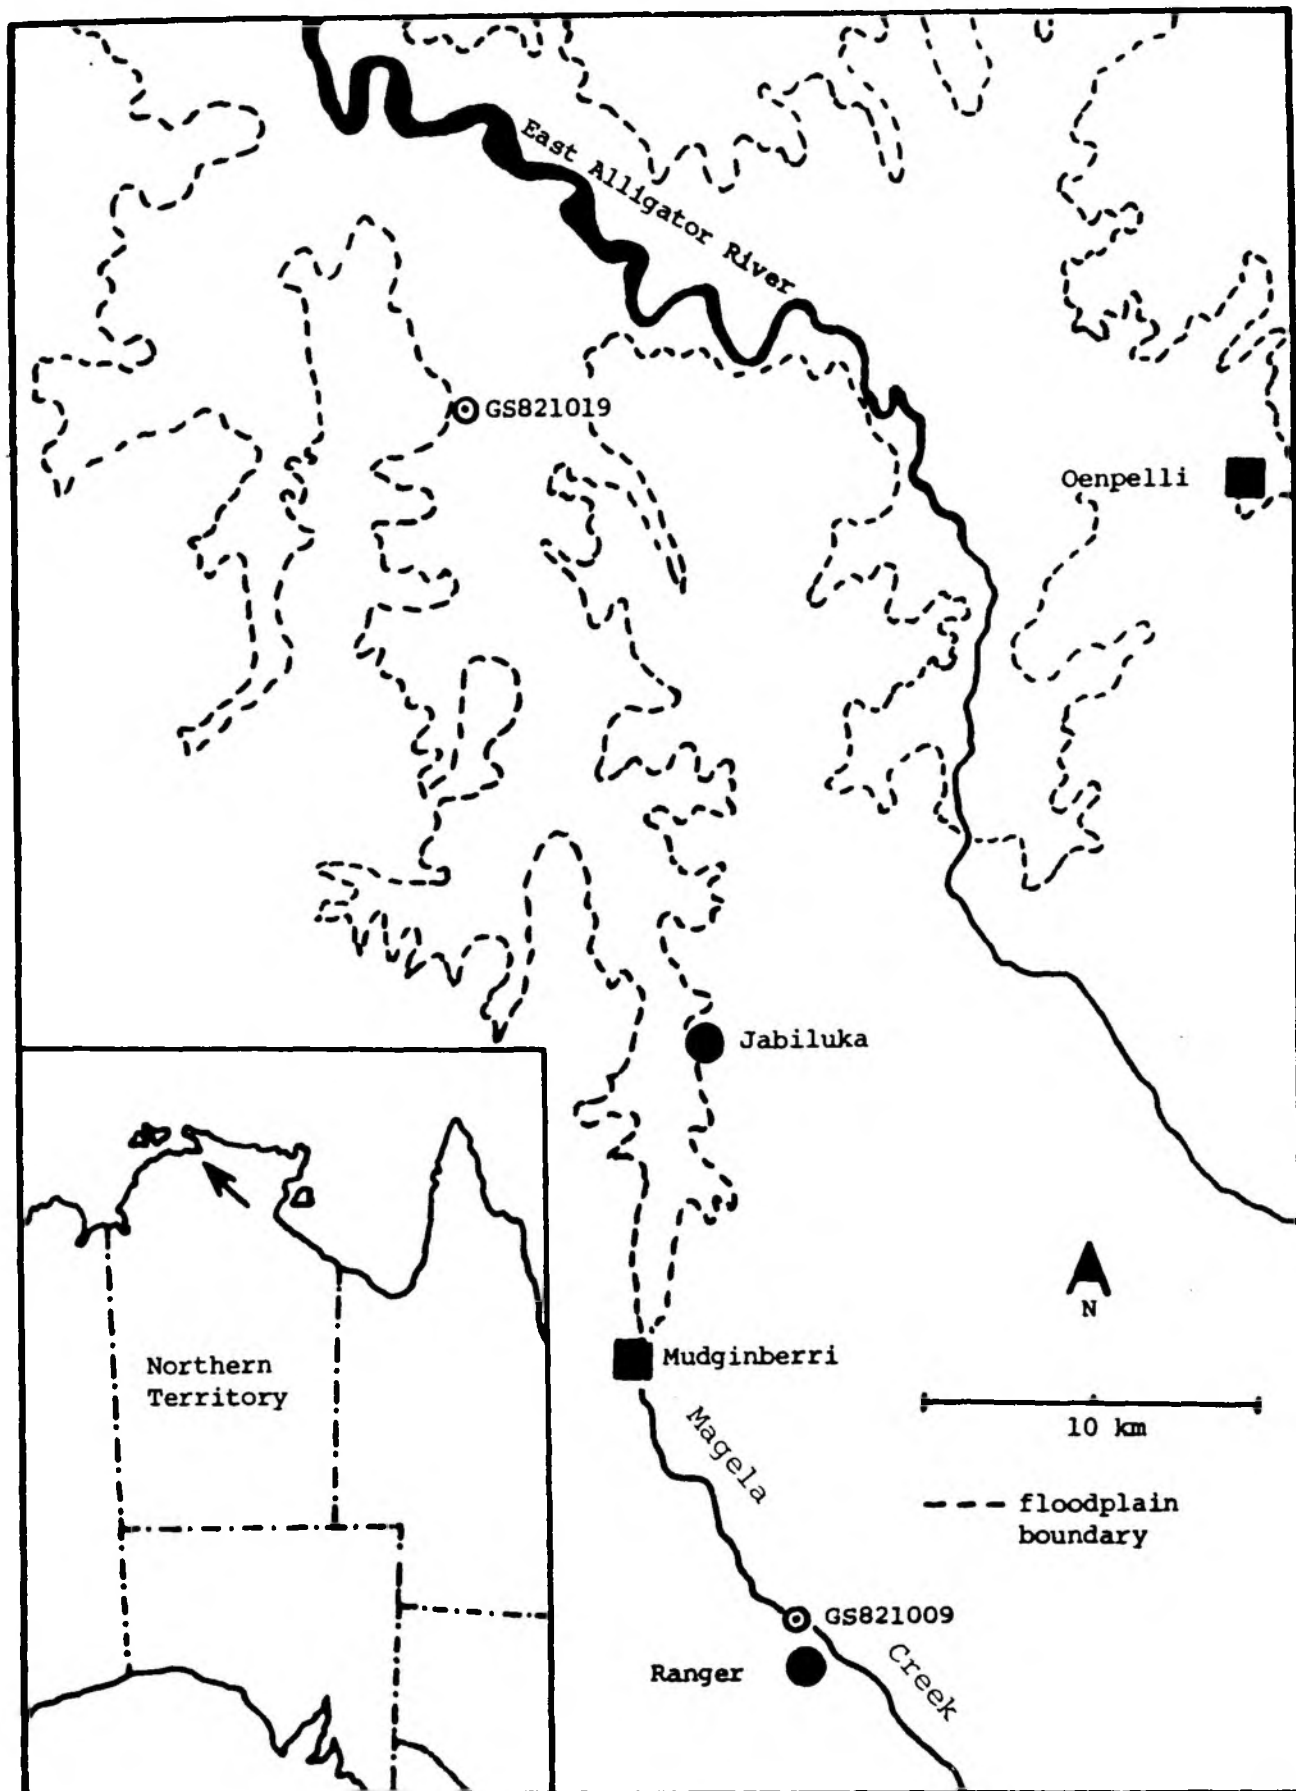 East Alligator River
GS821019
Oenpelli
Jabiluka
Northern
Territory
N
Mudginberri
10 km
Magela
floodplain
boundary
GS821009
Ranger
Creek